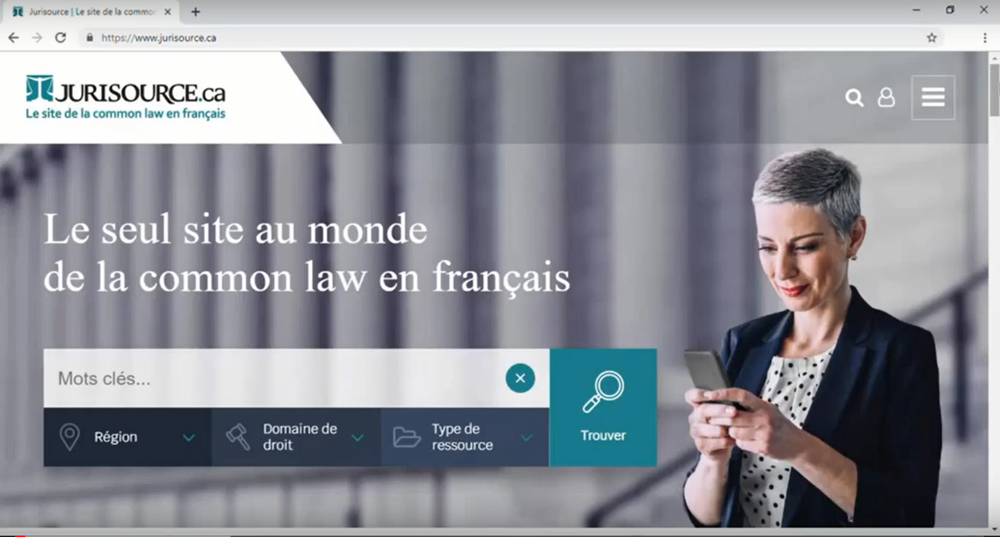 Jurisource | Le site de la commo
https://www.jurisource.ca
JURISOURCE.ca
Le site de la common law en français
Le seul site au monde
de la common law en français
Mots clés...
Région
Domaine de
droit
Type de
ressource
Trouver